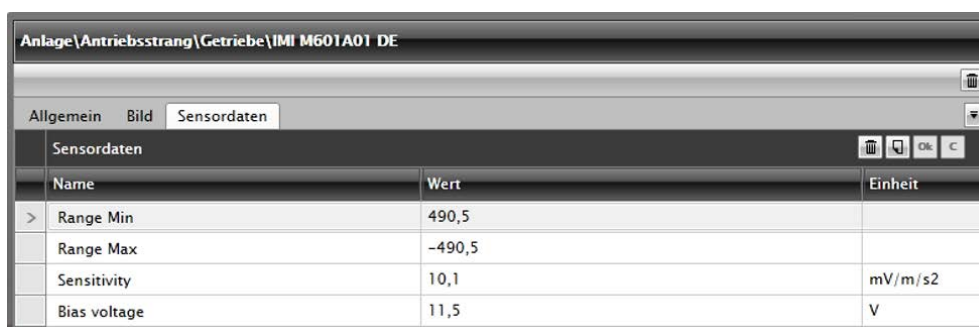 Anlage\Antriebsstrang\Getriebe\IMI M601A01 DE
Allgemein Bild Sensordaten
Sensordaten Ok C
Name Wert Einheit
> Range Min 490,5
Range Max -490,5
Sensitivity 10,1 mV/m/s2
Bias voltage 11,5 V